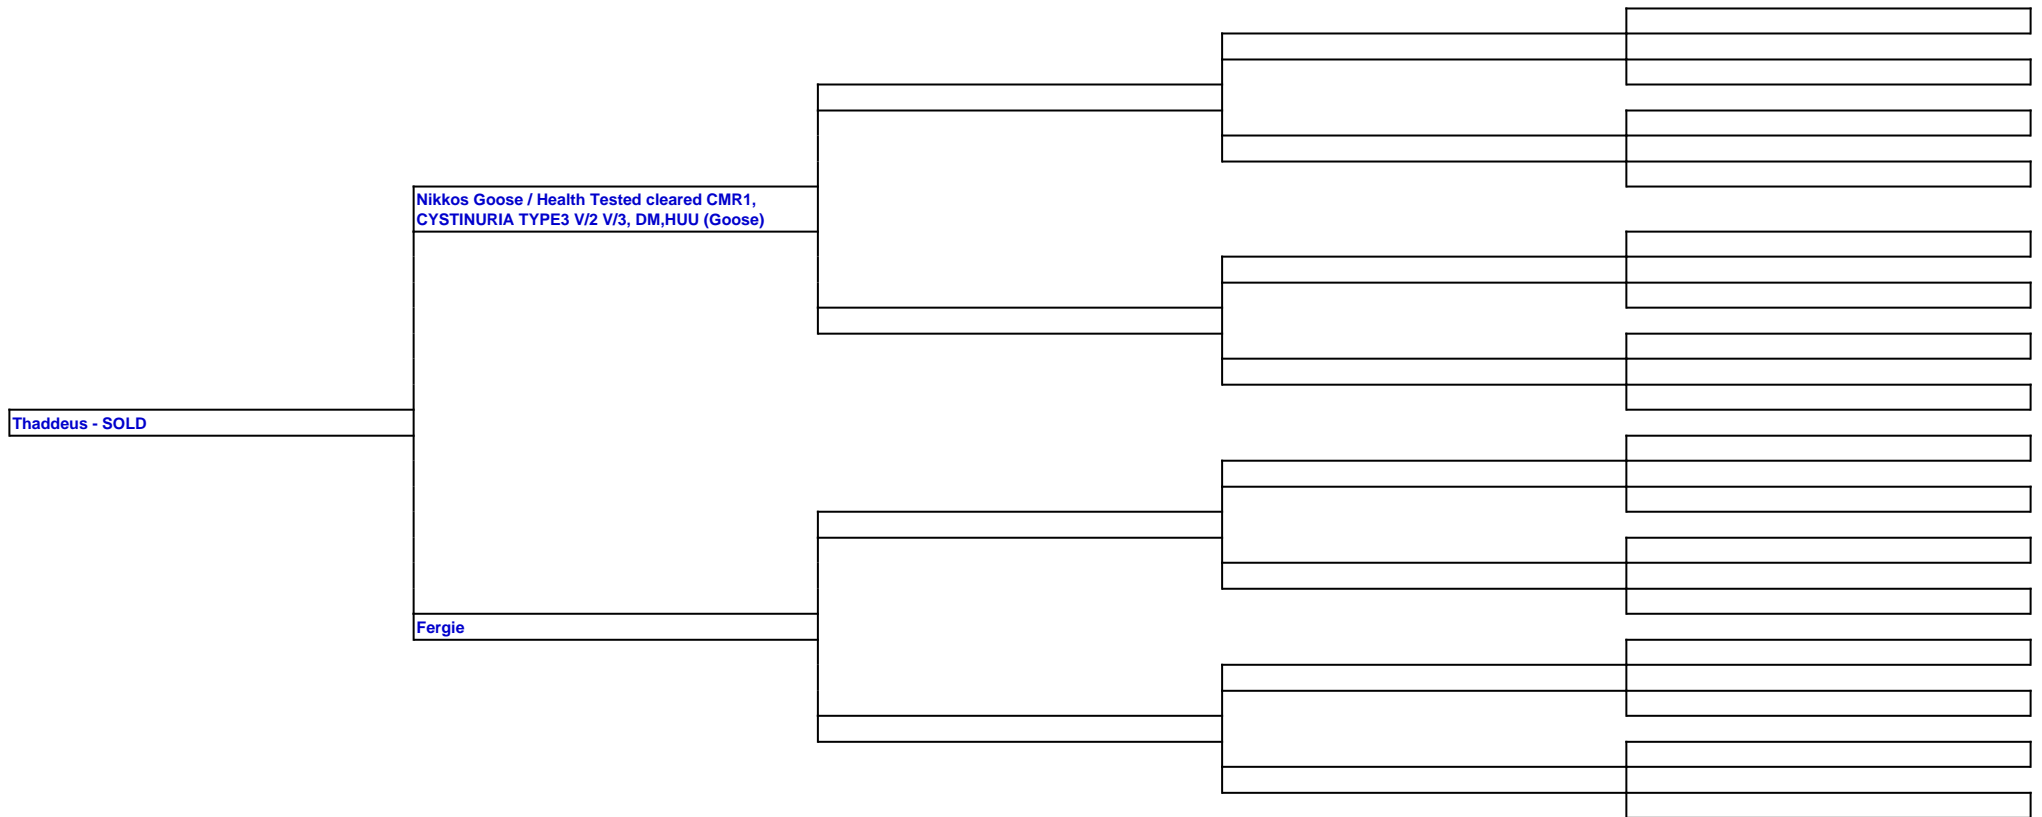 Nikkos Goose / Health Tested cleared CMR1,
CYSTINURIA TYPE3 V/2 V/3, DM,HUU (Goose)
Thaddeus - SOLD
Fergie